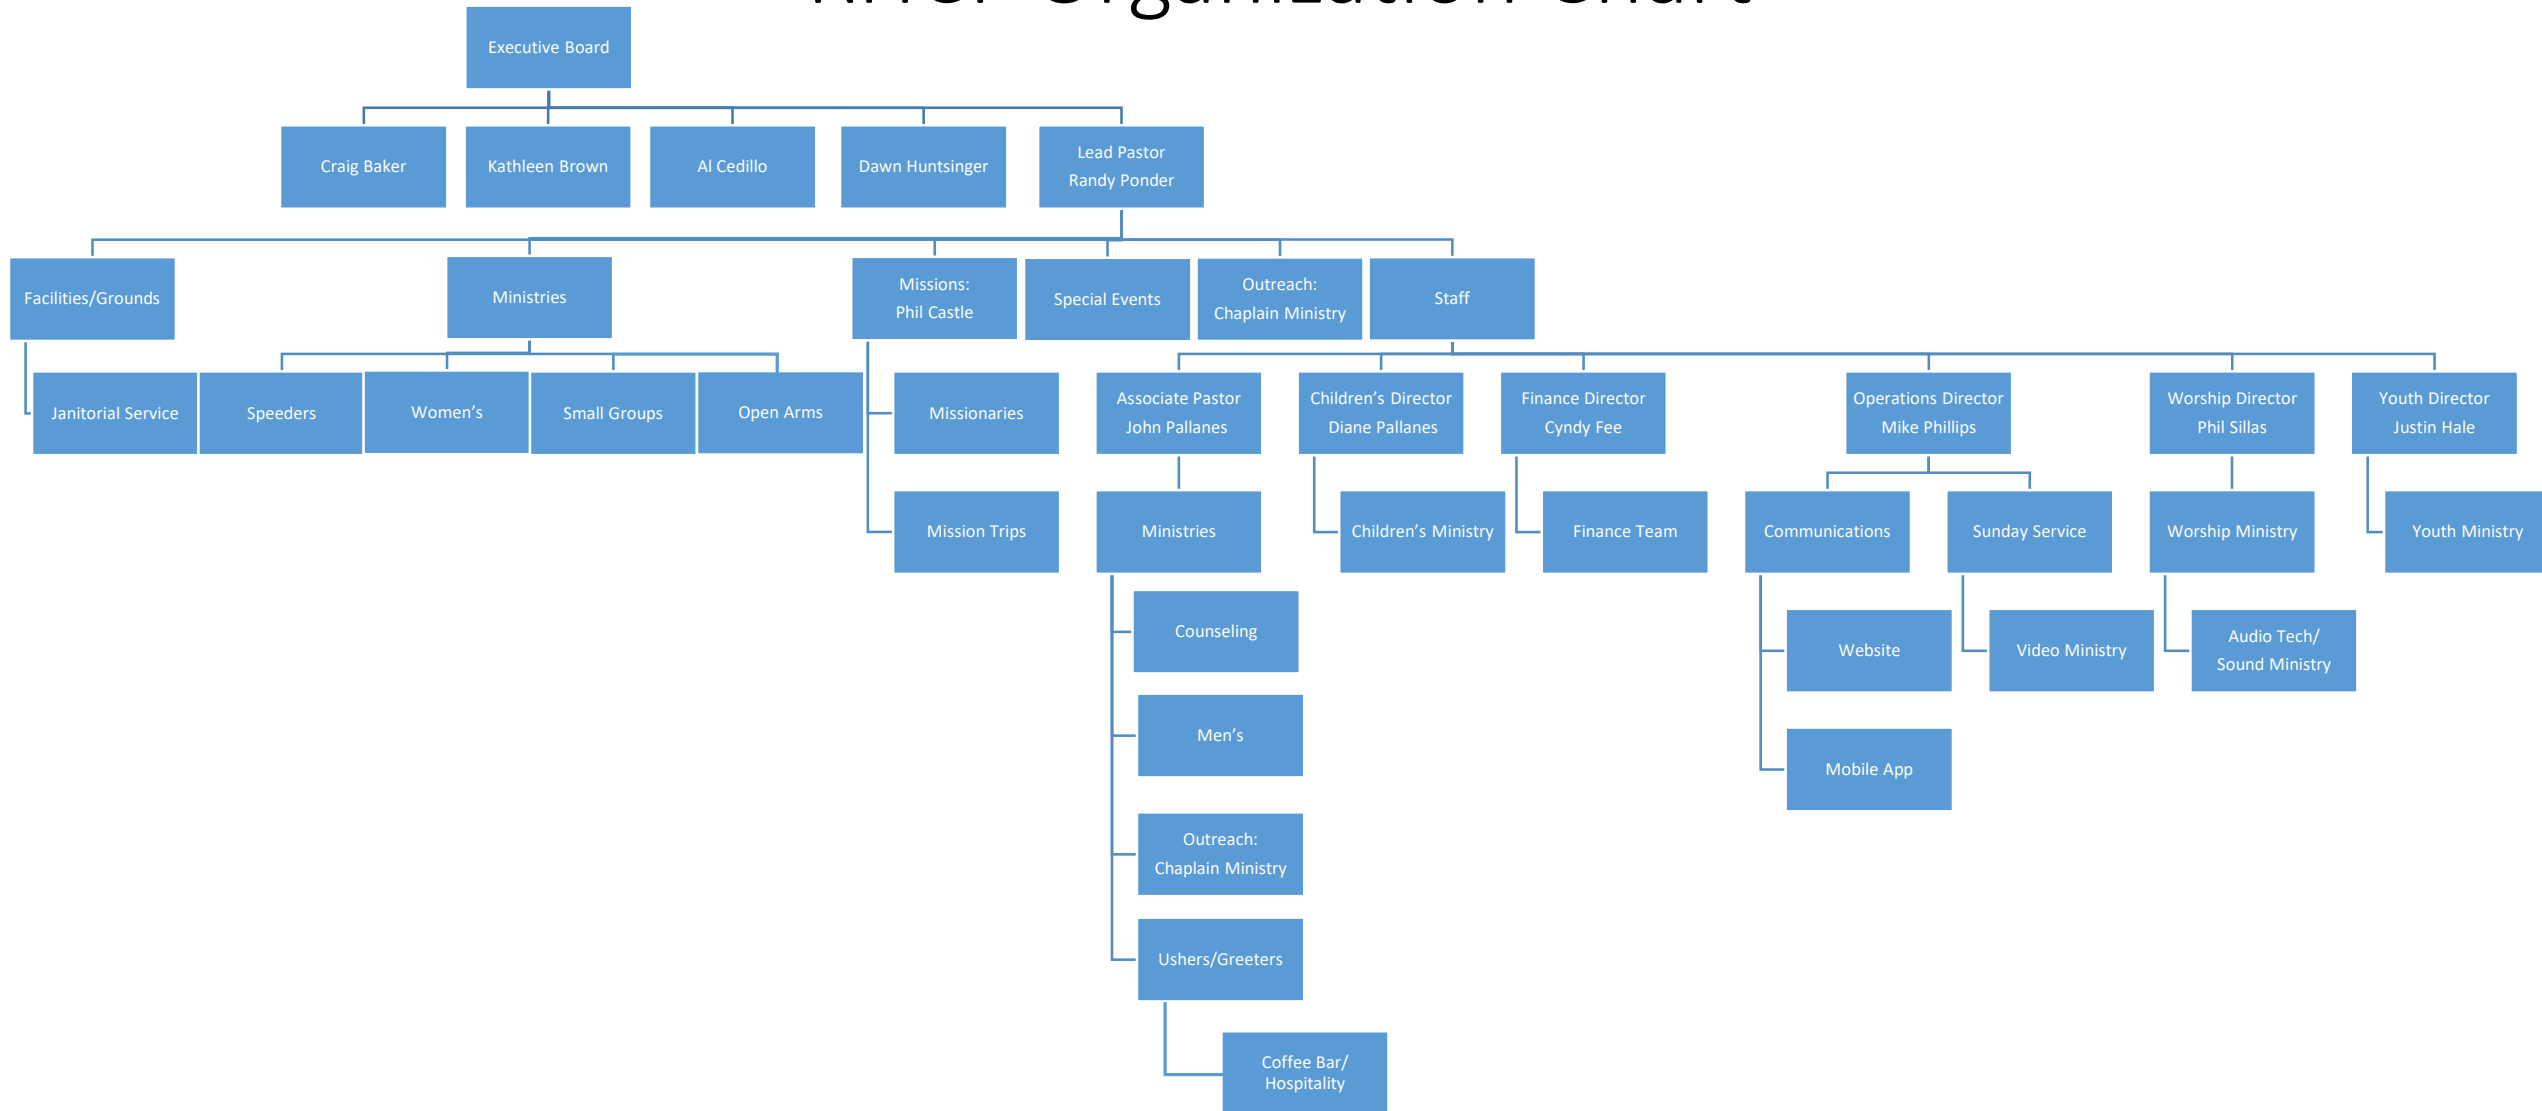 Organization Chart
Executive Board
Craig Baker
Kathleen Brown
Al Cedillo
Dawn Huntsinger
Lead Pastor
Randy Ponder
Facilities/Grounds
Ministries
Missions:
Phil Castle
Special Events
Outreach:
Chaplain Ministry
Staff
Janitorial Service
Speeders
Women’s
Small Groups
Open Arms
Missionaries
Mission Trips
Associate Pastor
John Pallanes
Children’s Director
Diane Pallanes
Finance Director
Cyndy Fee
Operations Director
Mike Phillips
Worship Director
Phil Sillas
Youth Director
Justin Hale
Ministries
Children’s Ministry
Finance Team
Communications
Sunday Service
Worship Ministry
Youth Ministry
Counseling
Men’s
Outreach:
Chaplain Ministry
Ushers/Greeters
Coffee Bar/
Hospitality
Website
Mobile App
Video Ministry
Audio Tech/
Sound Ministry